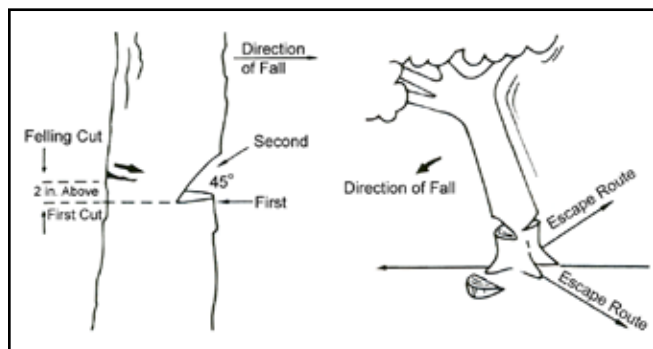 Direction
of Fall
Felling Cut
Second
45°
2 in. Above
First
First Cut
Direction of Fall
Escape Route
Escape Route